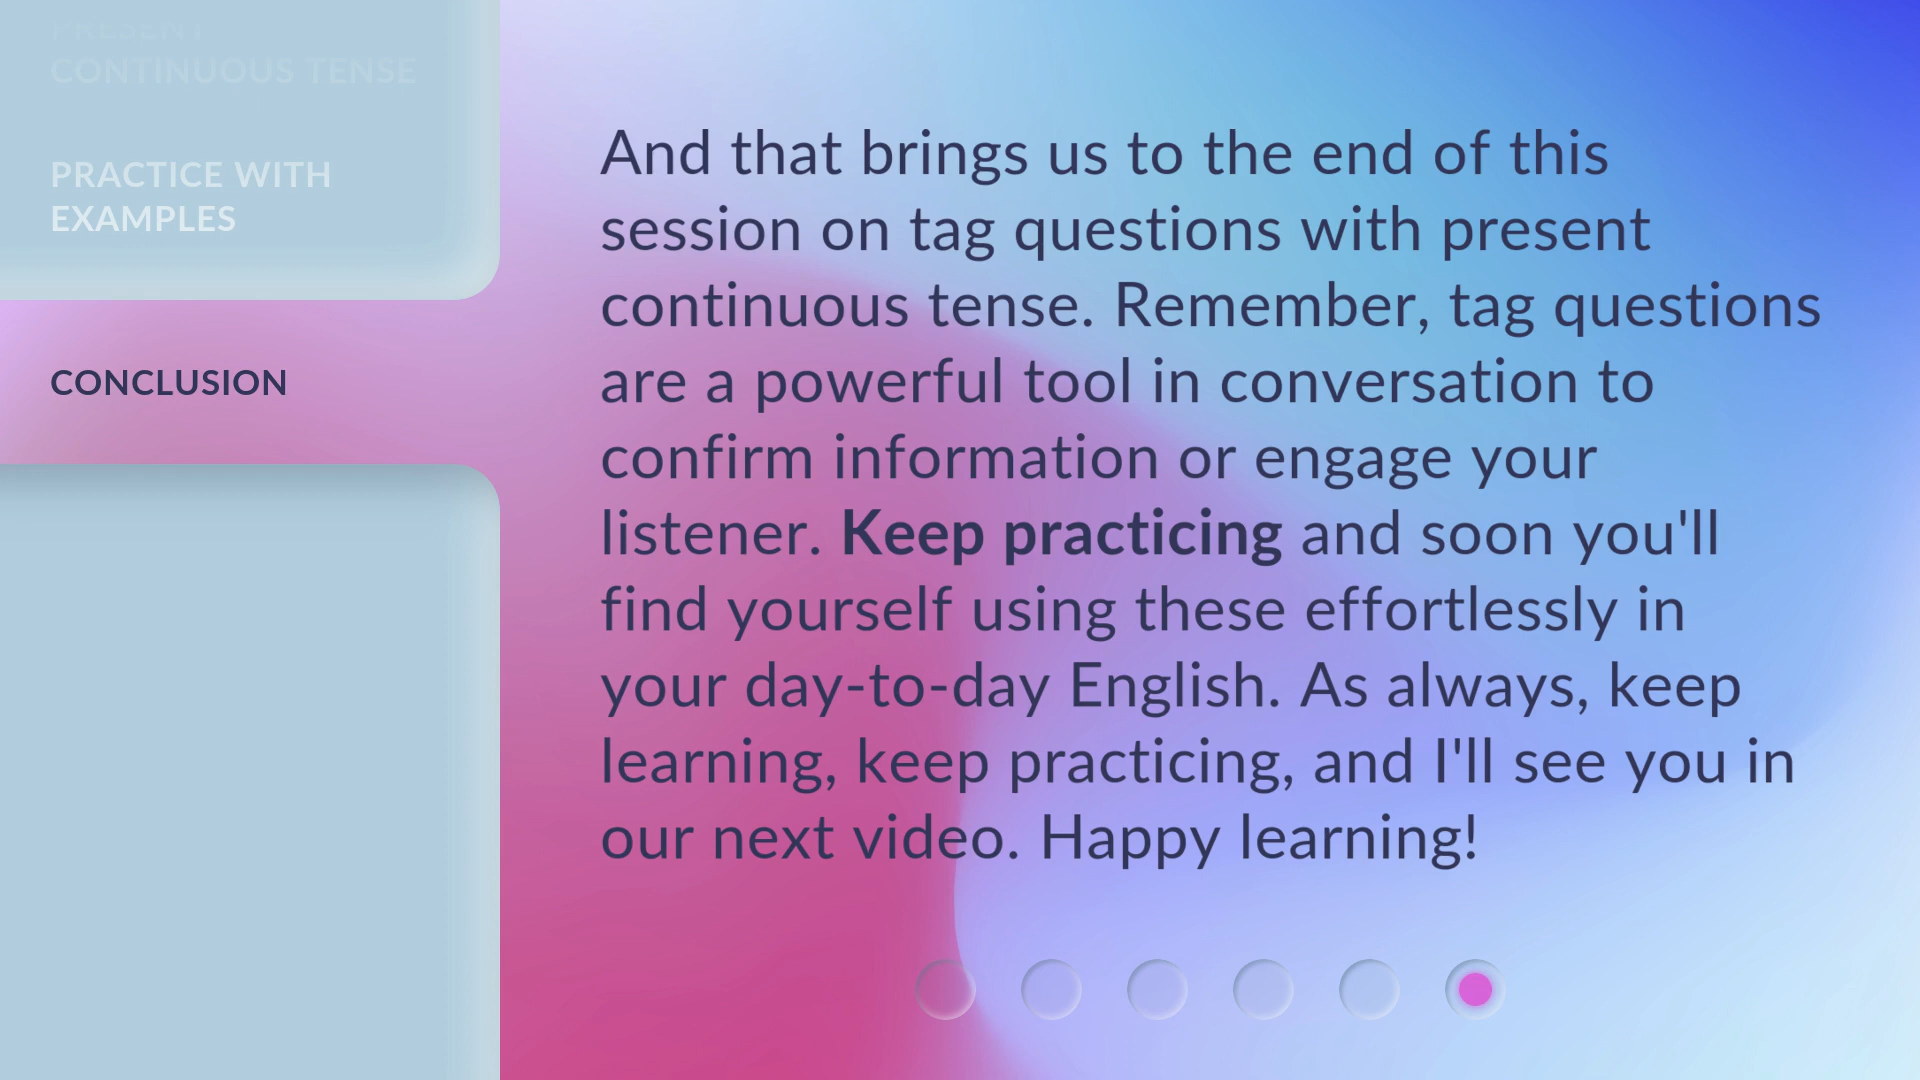 PRESENT
CONTINUOUS TENSE
PRACTICE WITH
EXAMPLES
CONCLUSION
And that brings us to the end of this
session on tag questions with present
continuous tense. Remember, tag questions
are a powerful tool in conversation to
confirm information or engage your
listener. Keep practicing and soon you'll
find yourself using these effortlessly in
your day-to-day English. As always, keep
learning, keep practicing, and I'll see you in
our next video. Happy learning!